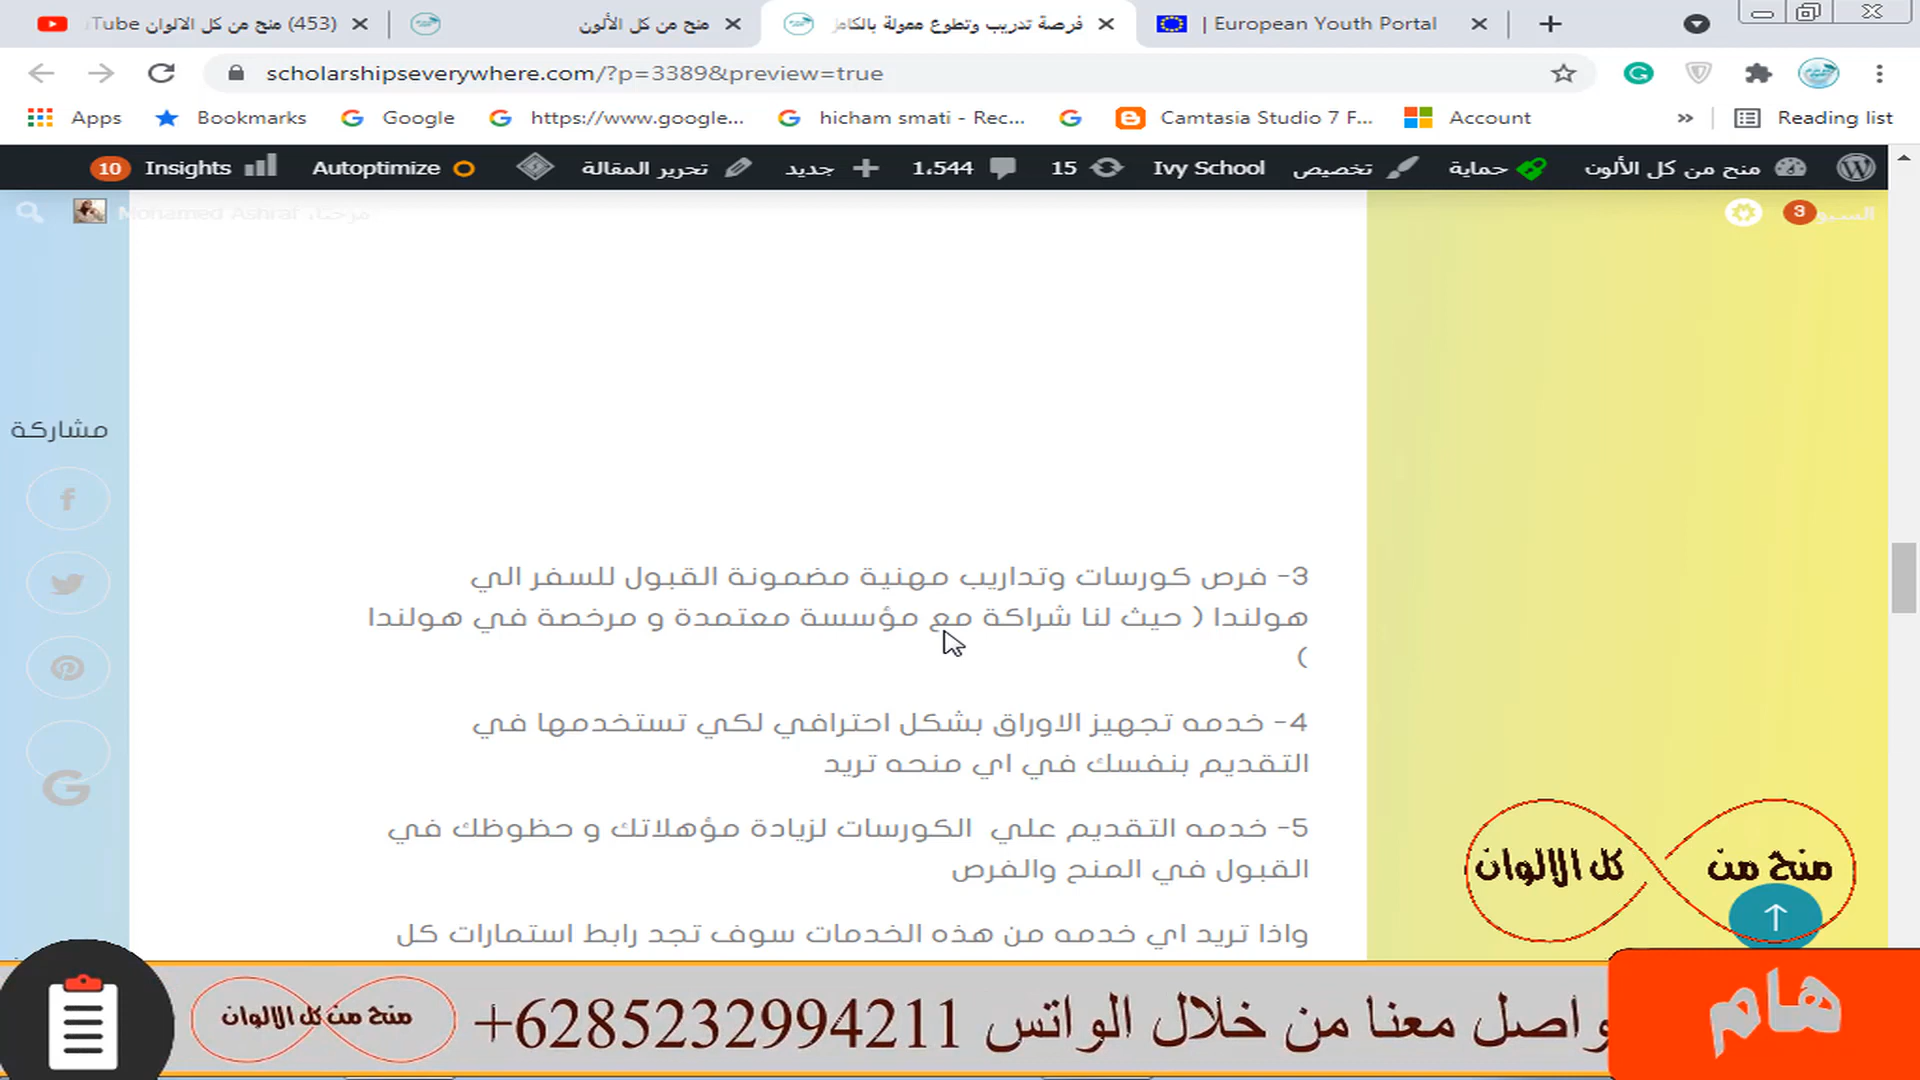 منح من كل الالوان (453)
منح من كل الألون
فرصة تدريب وتطوع ممولة بالكامل
| European Youth Portal
scholarshipseverywhere.com/?p=3389&preview=true
Apps
Bookmarks
Google
https://www.google...
hicham smati - Rec...
Camtasia Studio 7 F...
Account
»
Reading list
10 Insights
Autoptimize
تحرير المقالة
جديد
1،544
15
Ivy School
تخصيص
حماية
منح من كل الألون
مرحبًا، Mohamed Ashraf
3
مشاركة
3- فرص كورسات وتداريب مهنية مضمونة القبول للسفر الي
هولندا ( حيث لنا شراكة مع مؤسسة معتمدة و مرخصة في هولندا
)
4- خدمه تجهيز الاوراق بشكل احترافي لكي تستخدمها في
التقديم بنفسك في اي منحه تريد
5- خدمه التقديم علي الكورسات لزيادة مؤهلاتك و حظوظك في
القبول في المنح والفرص
واذا تريد اي خدمه من هذه الخدمات سوف تجد رابط استمارات كل
منح من كل الالوان
هام
واصل معنا من خلال الواتس 6285232994211+
منح من كل الالوان